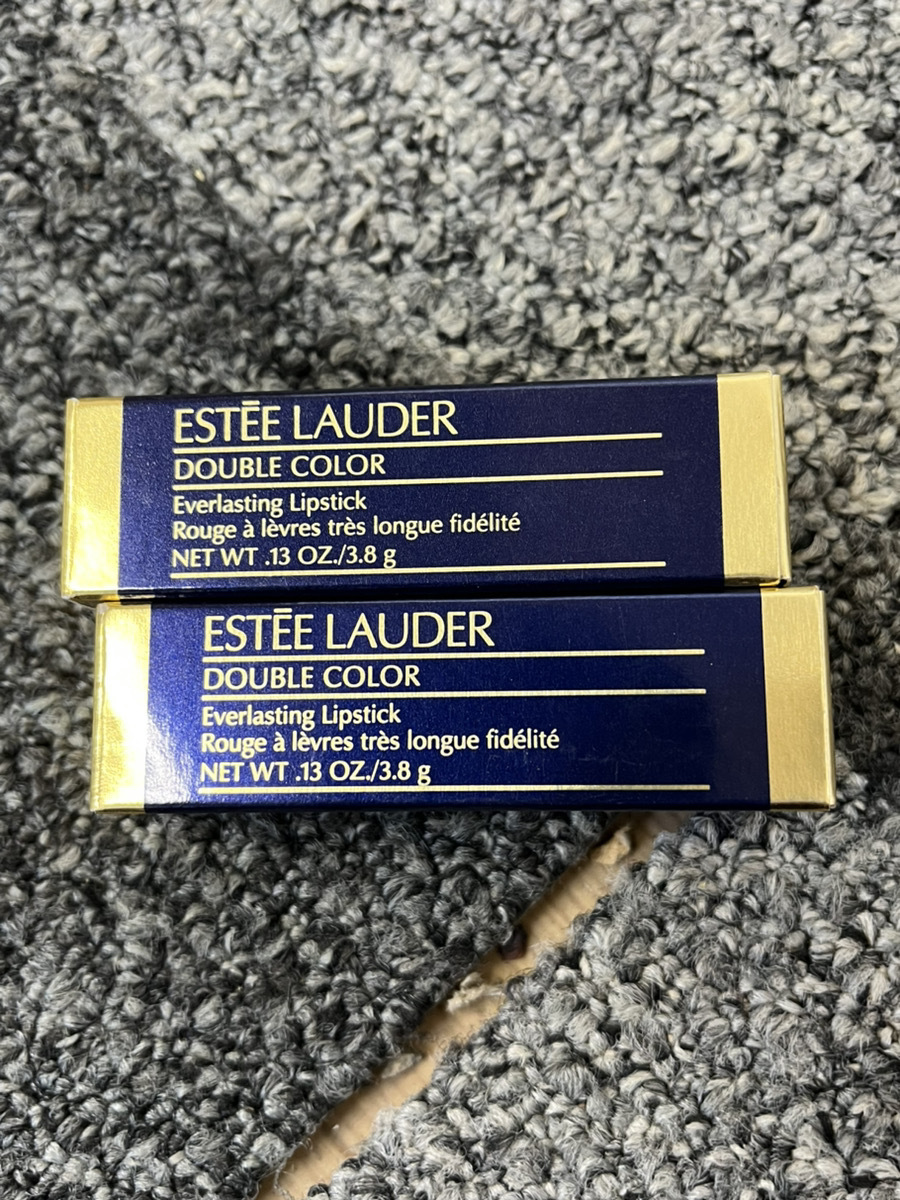 ESTĒE LAUDER
DOUBLE COLOR
Everlasting Lipstick
Rouge à lèvres très longue fidélité
NET WT .13 OZ./3.8 g
ESTĒE LAUDER
DOUBLE COLOR
Everlasting Lipstick
Rouge à lèvres très longue fidélité
NET WT .13 OZ./3.8 g